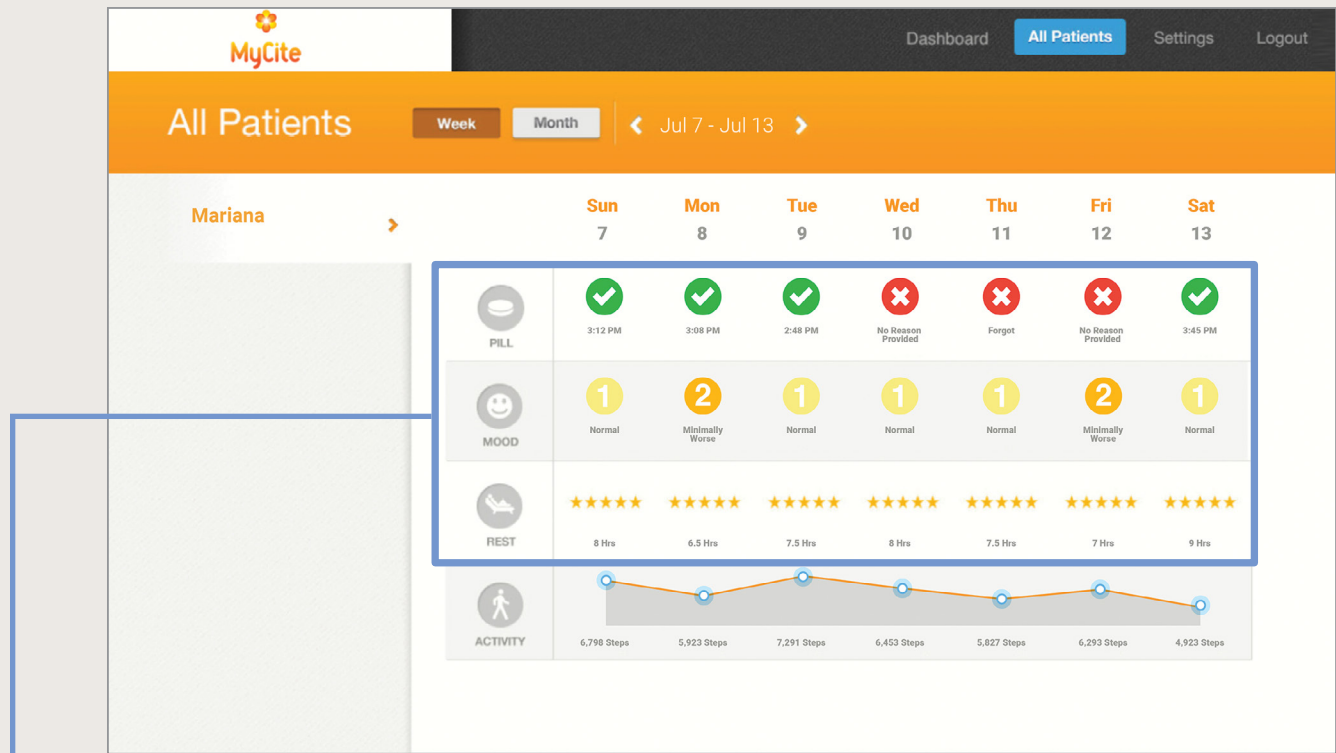 MyCite
Dashboard All Patients Settings Logout
All Patients Week Month Jul 7 - Jul 13
Mariana
Sun Mon Tue Wed Thu Fri Sat
7 8 9 10 11 12 13
PILL
3:12 PM 3:08 PM 2:48 PM No Reason Provided Forgot No Reason Provided 3:45 PM
MOOD
1 2 1 1 1 2 1
Normal Minimally Worse Normal Normal Normal Minimally Worse Normal
REST
8 Hrs 6.5 Hrs 7.5 Hrs 8 Hrs 7.5 Hrs 7 Hrs 9 Hrs
ACTIVITY
6,798 Steps 5,923 Steps 7,291 Steps 6,453 Steps 5,827 Steps 6,293 Steps 4,923 Steps